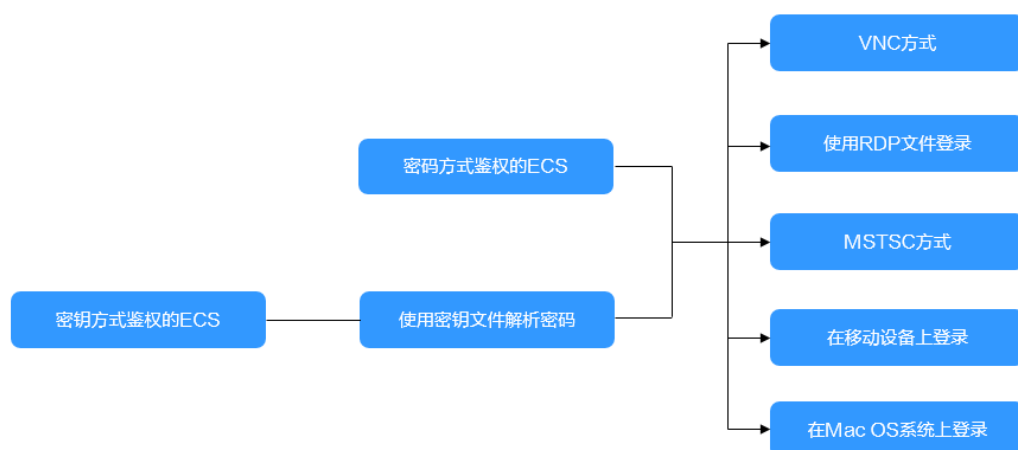 VNC方式
使用RDP文件登录
密码方式鉴权的ECS
MSTSC方式
密钥方式鉴权的ECS
使用密钥文件解析密码
在移动设备上登录
在Mac OS系统上登录